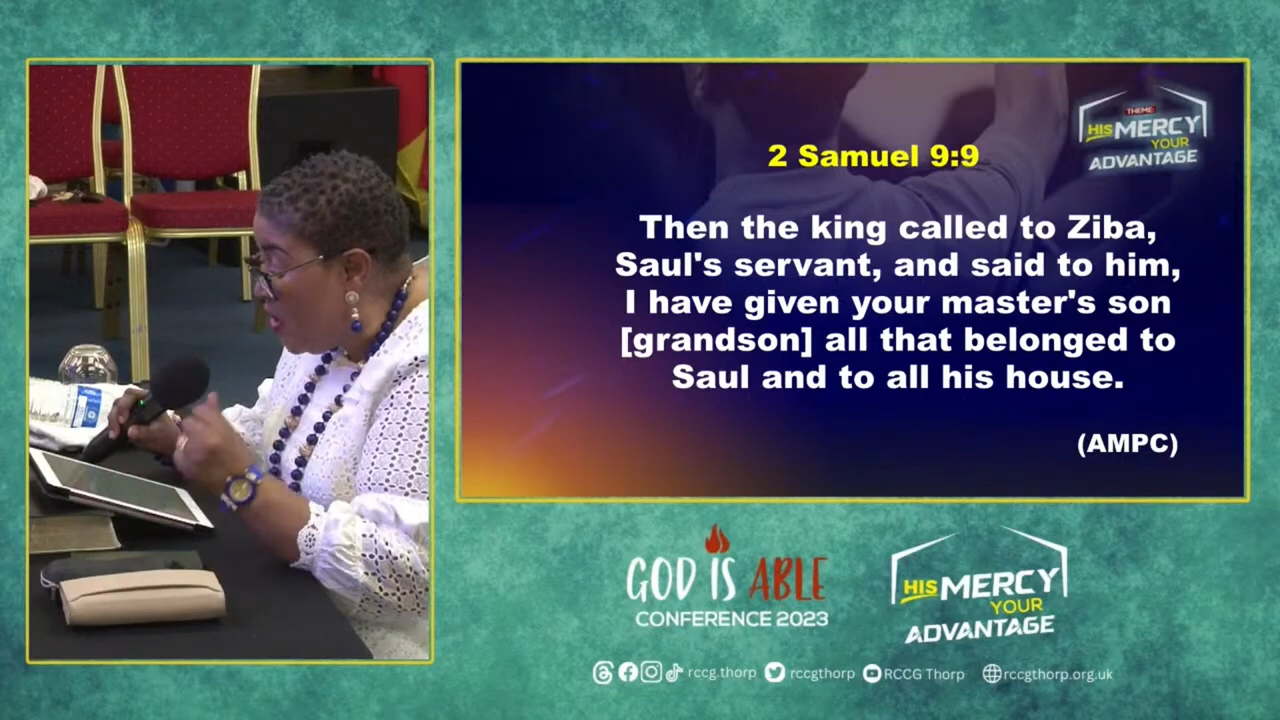 THEME:
HIS MERCY
YOUR
ADVANTAGE
2 Samuel 9:9
Then the king called to Ziba,
Saul's servant, and said to him,
I have given your master's son
[grandson] all that belonged to
Saul and to all his house.
(AMPC)
GOD IS ABLE
CONFERENCE 2023
HIS MERCY
YOUR
ADVANTAGE
rccg.thorp rccgthorp RCCG Thorp rccgthorp.org.uk